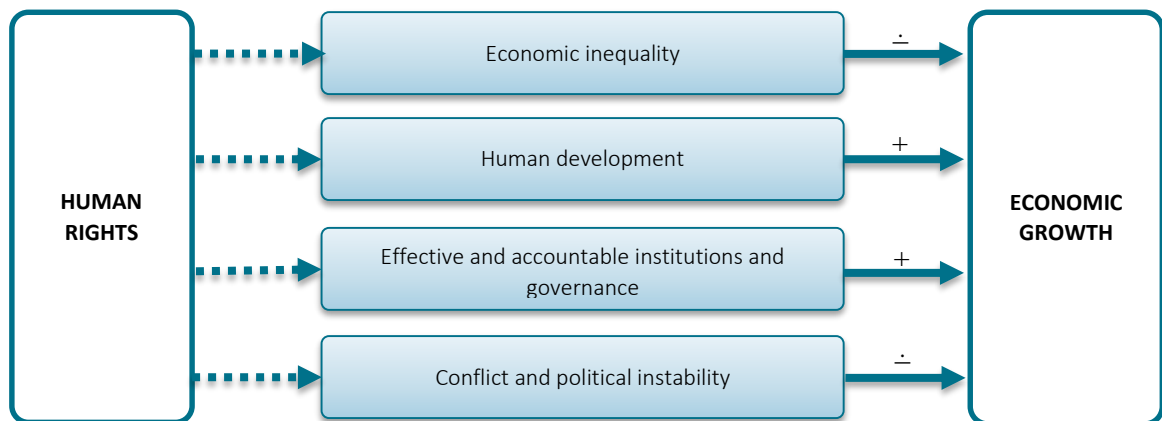 Economic inequality
∸
Human development
+
HUMAN
RIGHTS
ECONOMIC
GROWTH
Effective and accountable institutions and
governance
+
Conflict and political instability
∸